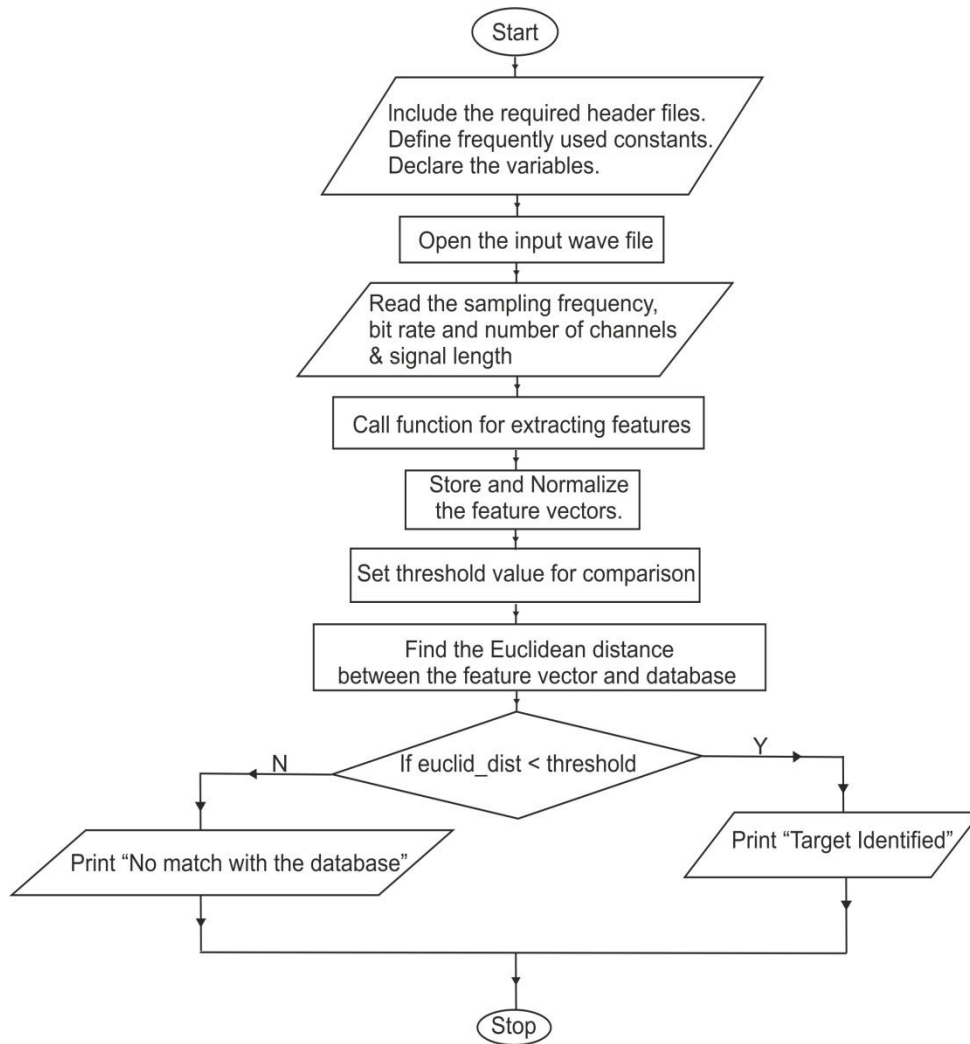 Start
Include the required header files.
Define frequently used constants.
Declare the variables.
Open the input wave file
Read the sampling frequency,
bit rate and number of channels
& signal length
Call function for extracting features
Store and Normalize
the feature vectors.
Set threshold value for comparison
Find the Euclidean distance
between the feature vector and database
If euclid_dist < threshold
N
Y
Print “No match with the database”
Print “Target Identified”
Stop